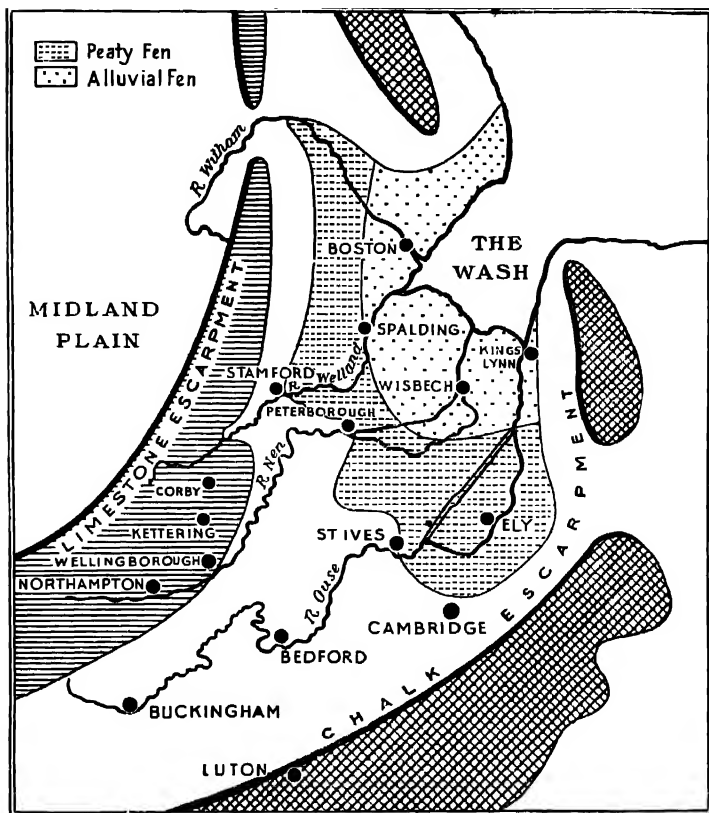 Peaty Fen
Alluvial Fen
R Witham
BOSTON
THE
WASH
MIDLAND
PLAIN
LIMESTONE ESCARPMENT
SPALDING
KINGS
LYNN
STAMFORD
R. Welland
WISBECH
PETERBOROUGH
CORBY
R Nen
KETTERING
WELLINGBOROUGH
NORTHAMPTON
ST IVES
ELY
R Ouse
CAMBRIDGE
BEDFORD
BUCKINGHAM
CHALK ESCARPMENT
LUTON